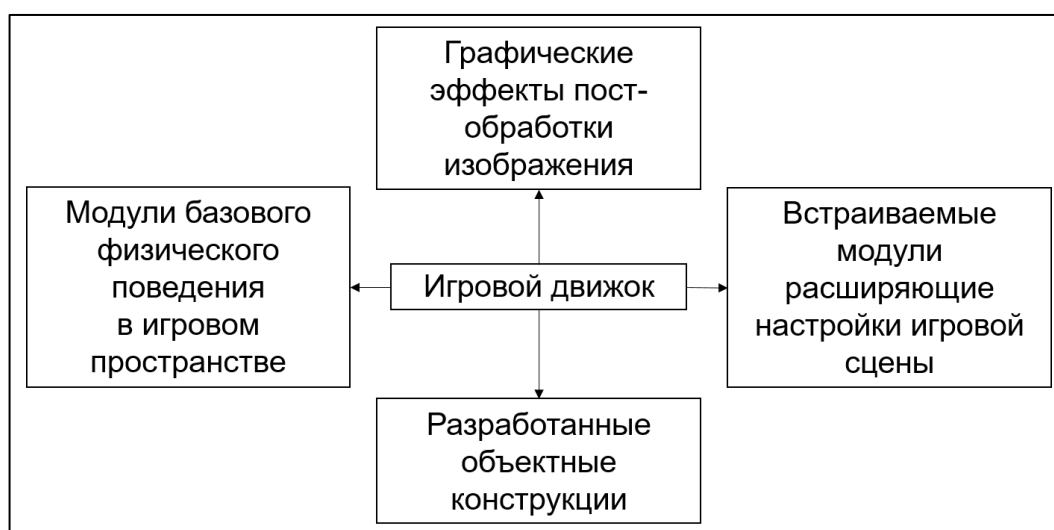 Графические
эффекты пост-
обработки
изображения
Модули базового
физического
поведения
в игровом
пространстве
Игровой движок
Встраиваемые
модули
расширяющие
настройки игровой
сцены
Разработанные
объектные
конструкции